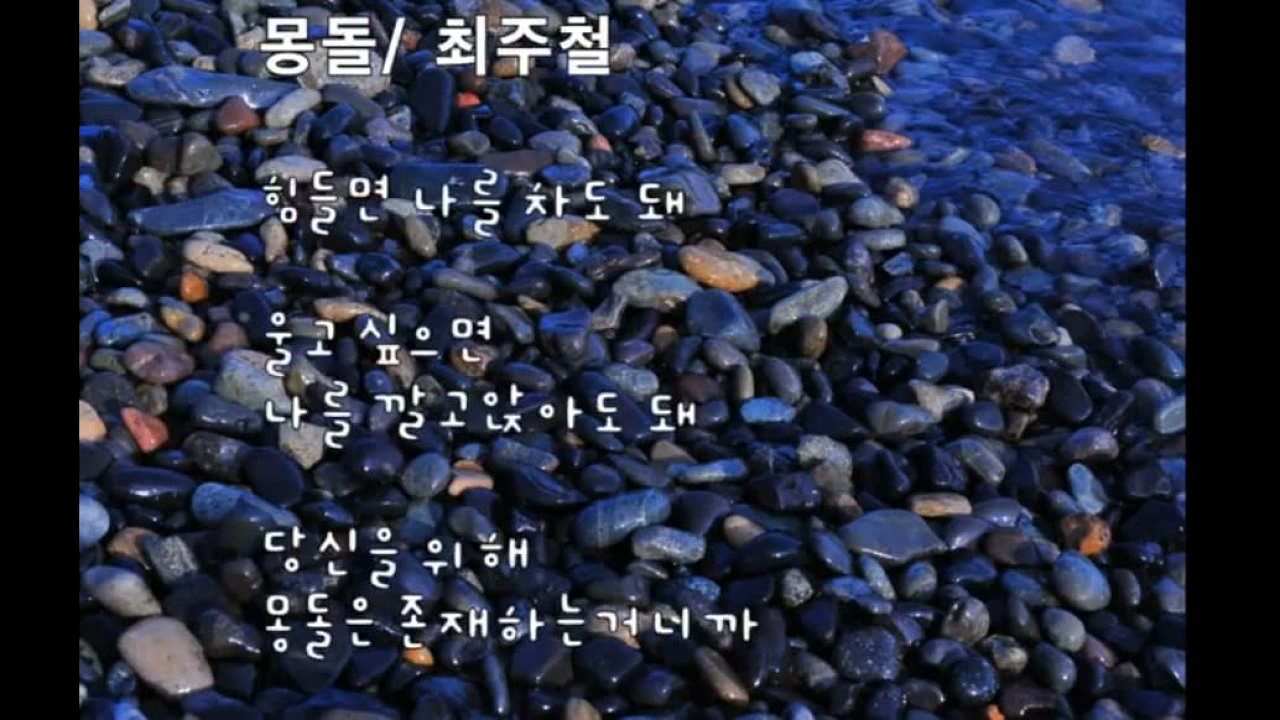 몽돌/ 최주철
힘들면 나를 차도 돼
울고 싶으면
나를 깔고앉아도 돼
당신을 위해
몽돌은존재하는거니까